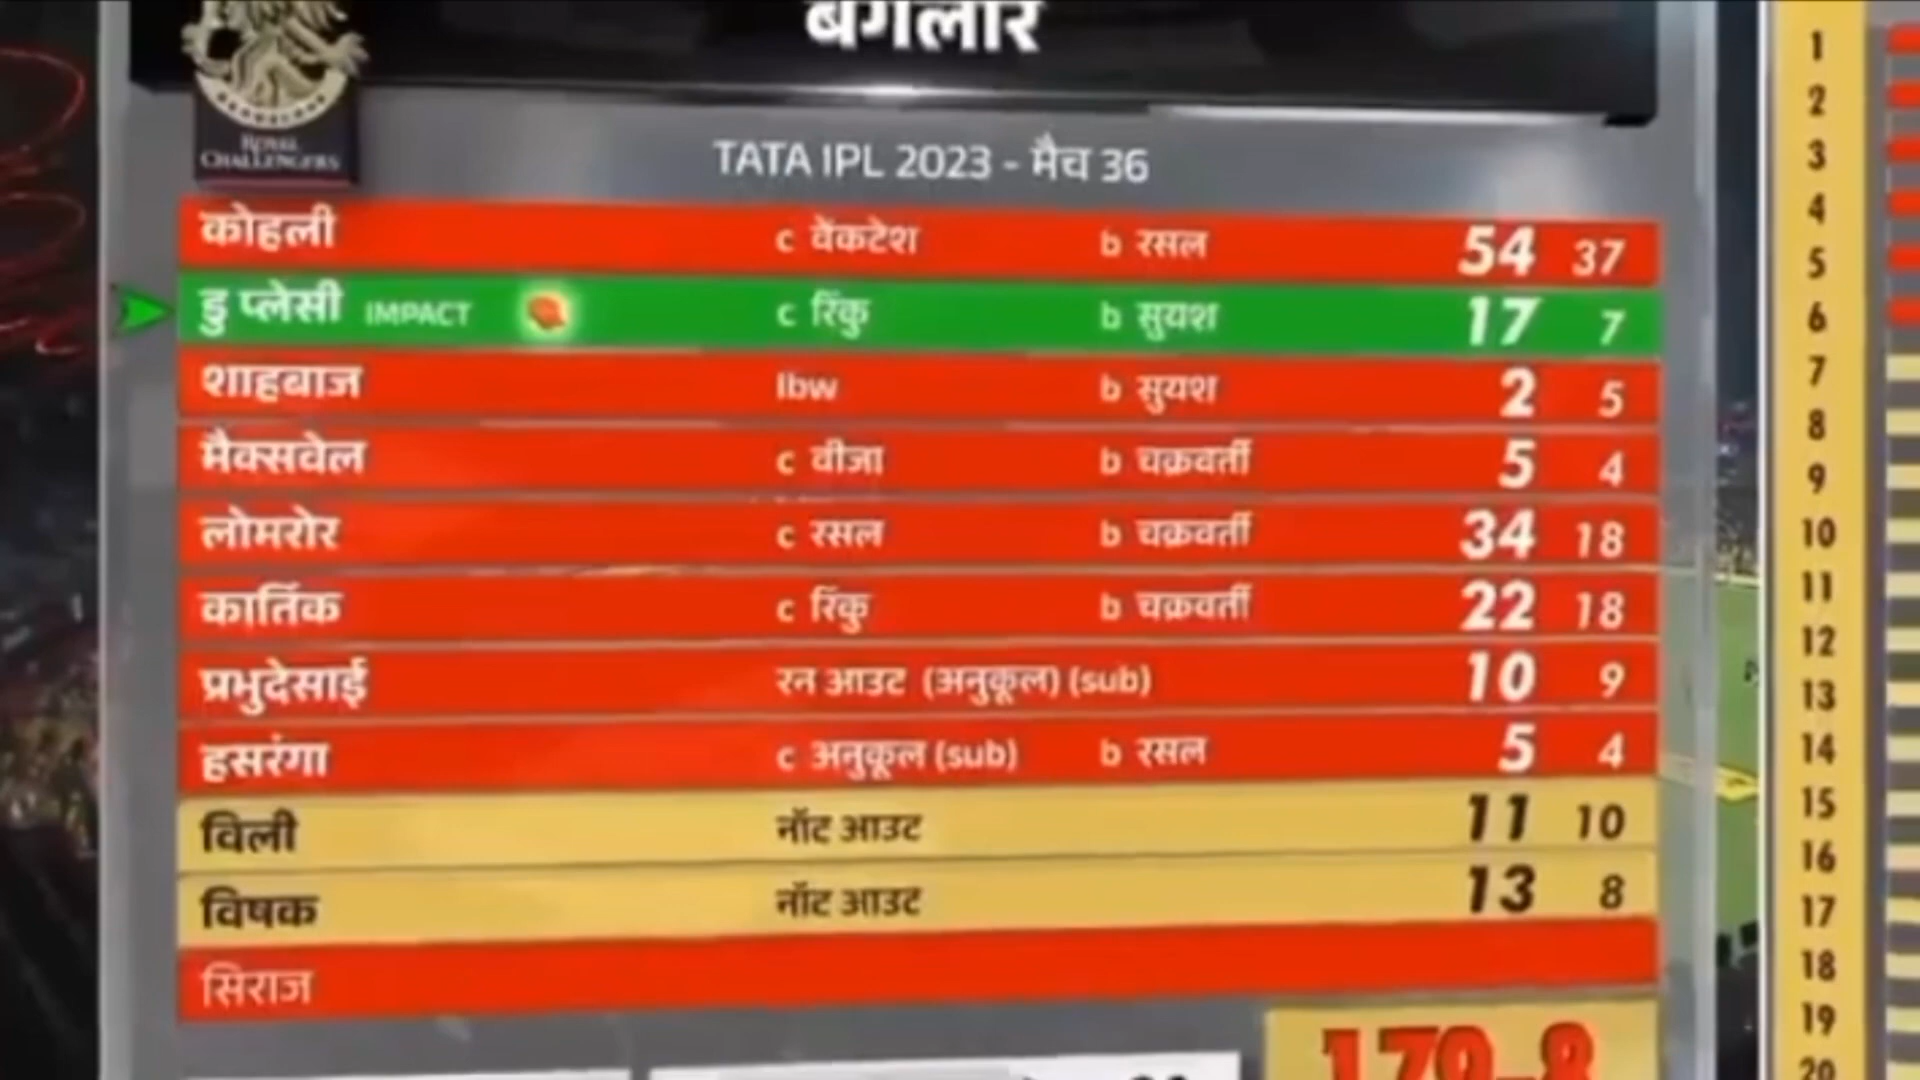 बेंगलोर
ROYAL
CHALLENGERS
TATA IPL 2023 - मैच 36
कोहली c वेंकटेश b रसल 54 37
डु प्लेसी IMPACT c रिंकु b सुयश 17 7
शाहबाज lbw b सुयश 2 5
मैक्सवेल c वीजा b चक्रवर्ती 5 4
लोमरोर c रसल b चक्रवर्ती 34 18
कार्तिक c रिंकु b चक्रवर्ती 22 18
प्रभुदेसाई रन आउट (अनुकूल) (sub) 10 9
हसरंगा c अनुकूल (sub) b रसल 5 4
विली नॉट आउट 11 10
विषक नॉट आउट 13 8
सिराज
179-8
1
2
3
4
5
6
7
8
9
10
11
12
13
14
15
16
17
18
19
20